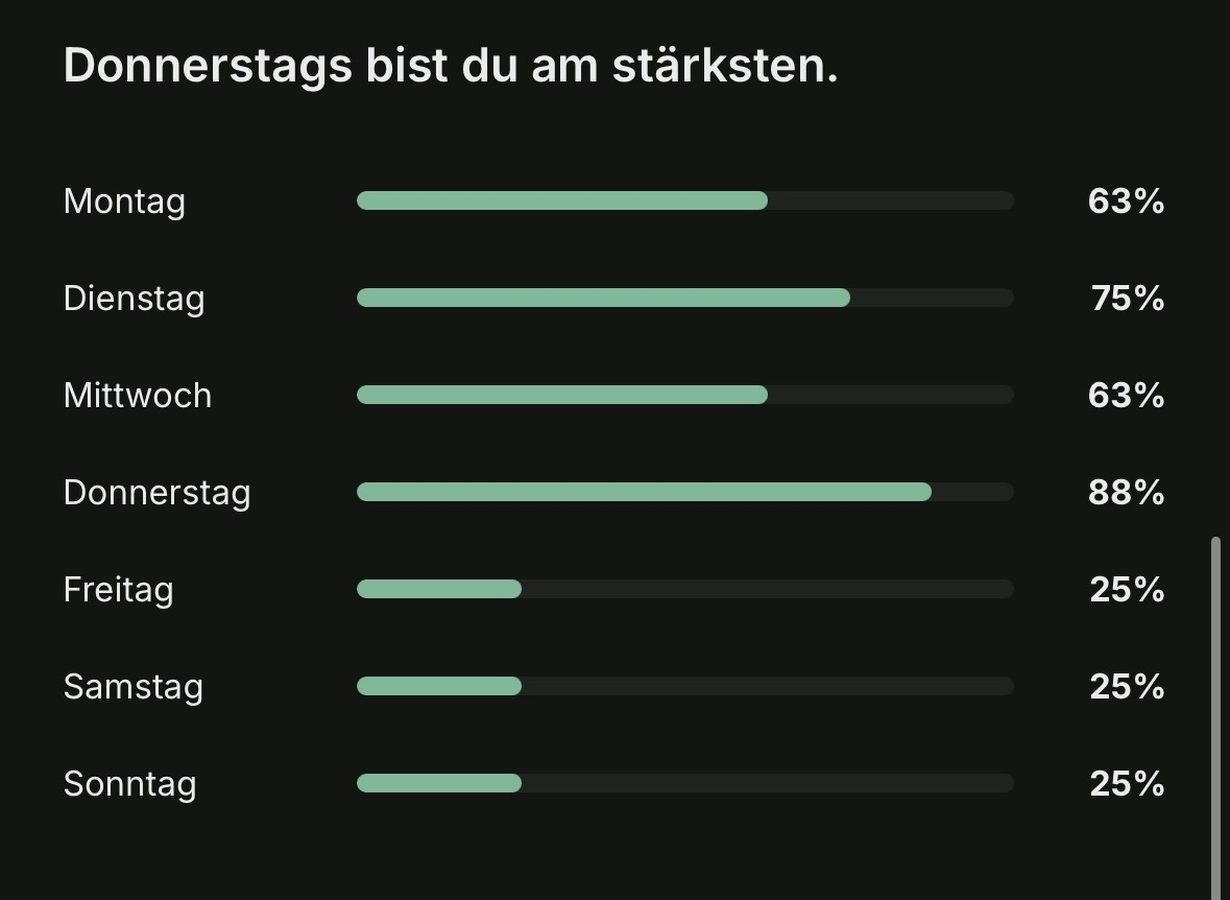 Donnerstags bist du am stärksten.
Montag 63%
Dienstag 75%
Mittwoch 63%
Donnerstag 88%
Freitag 25%
Samstag 25%
Sonntag 25%